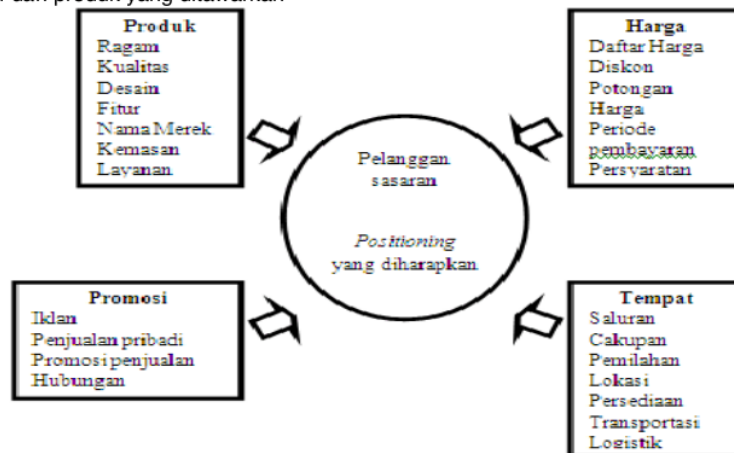 dan produk yang ditawarkan
Produk
Ragam
Kualitas
Desain
Fitur
Nama Merek
Kemasan
Layanan
Harga
Daftar Harga
Diskon
Potongan
Harga
Periode
pembayaran
Persyaratan
Pelanggan
sasaran
Positioning
yang diharapkan
Promosi
Iklan
Penjualan pribadi
Promosi penjualan
Hubungan
Tempat
Saluran
Cakupan
Pemilahan
Lokasi
Persediaan
Transportasi
Logistik